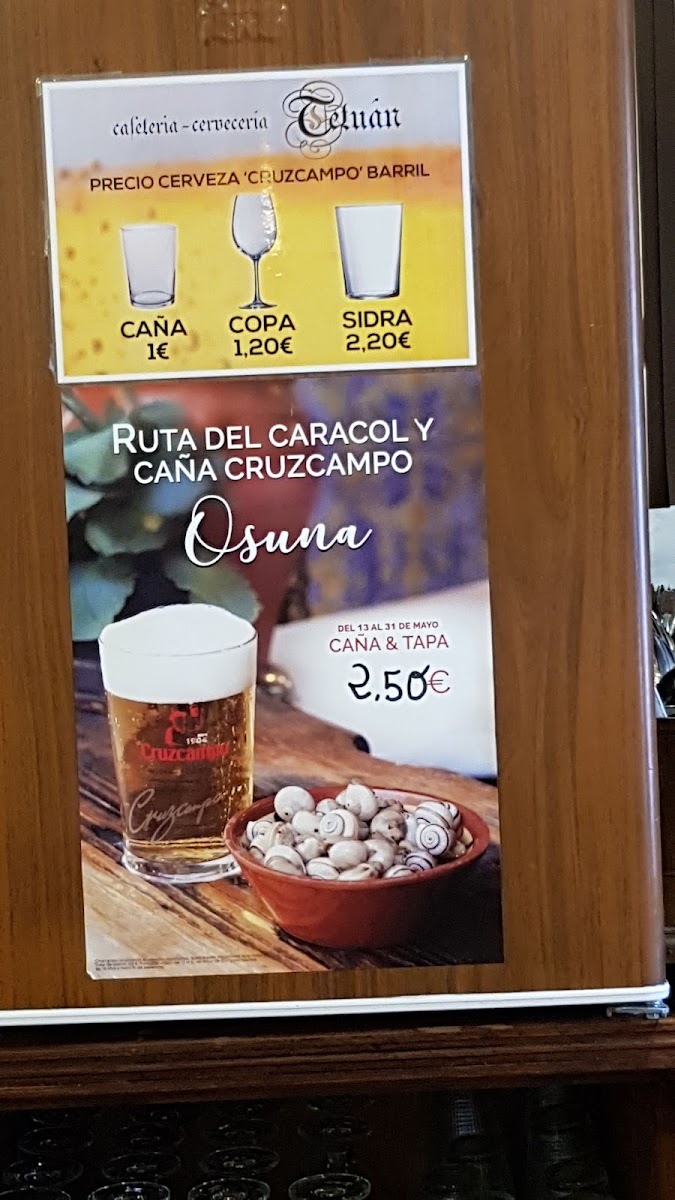 cafetería-cervecería Tetuán
PRECIO CERVEZA 'CRUZCAMPO' BARRIL
CAÑA
1€
COPA
1,20€
SIDRA
2,20€
RUTA DEL CARACOL Y
CAÑA CRUZCAMPO
Osuna
DEL 13 AL 31 DE MAYO
CAÑA & TAPA
2,50€
1904
Cruzcampo
Cruzcampo